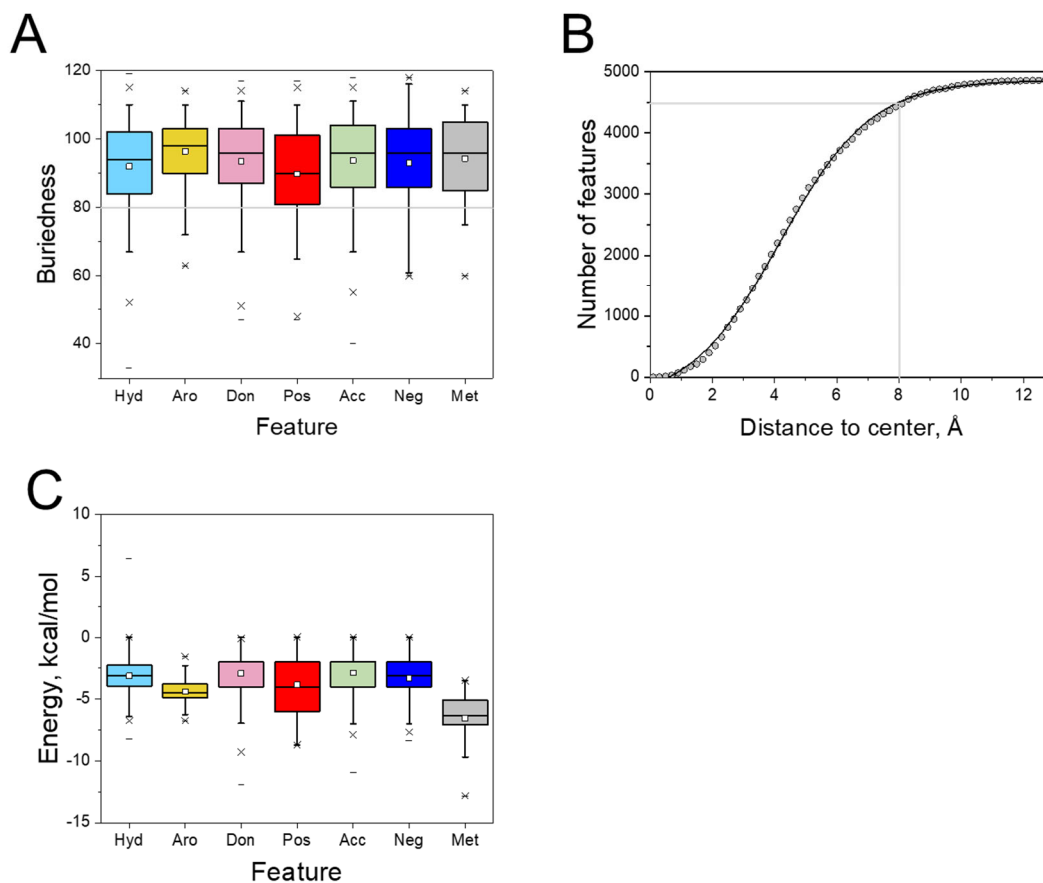 A
Buriedness
120
100
80
60
40
Hyd Aro Don Pos Acc Neg Met
Feature
B
Number of features
5000
4000
3000
2000
1000
0
0 2 4 6 8 10 12
Distance to center, Å
C
Energy, kcal/mol
10
5
0
-5
-10
-15
Hyd Aro Don Pos Acc Neg Met
Feature